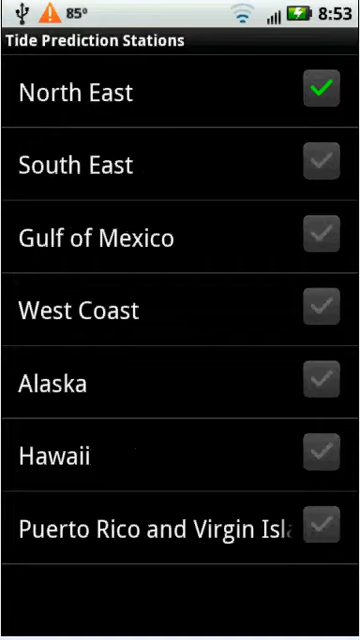 85° 8:53
Tide Prediction Stations
North East
South East
Gulf of Mexico
West Coast
Alaska
Hawaii
Puerto Rico and Virgin Isla